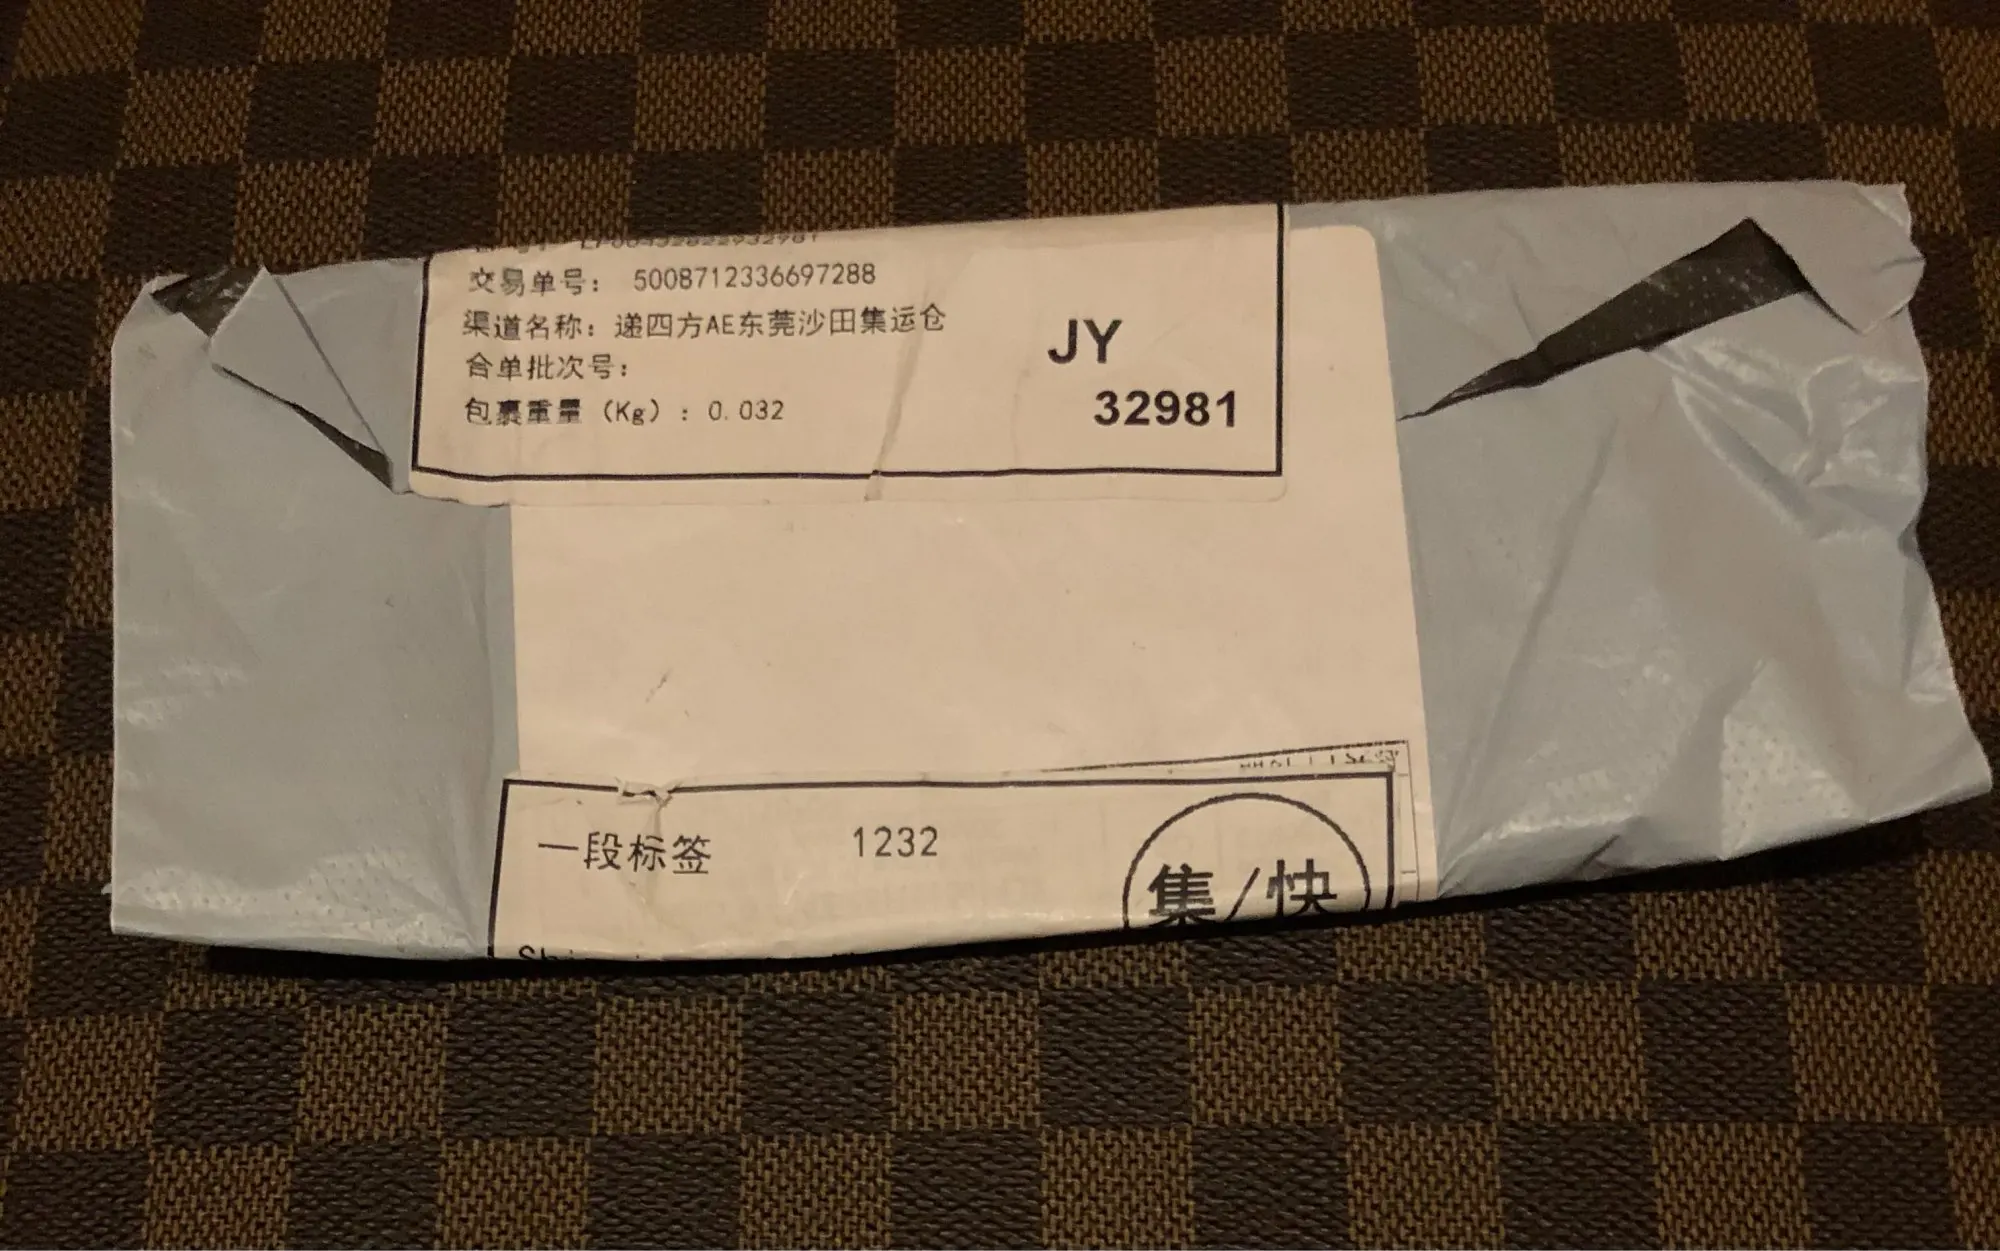 交易单号： 5008712336697288
渠道名称：递四方AE东莞沙田集运仓
合单批次号：
包裹重量（Kg）：0.032
JY
32981
一段标签 1232
集/快